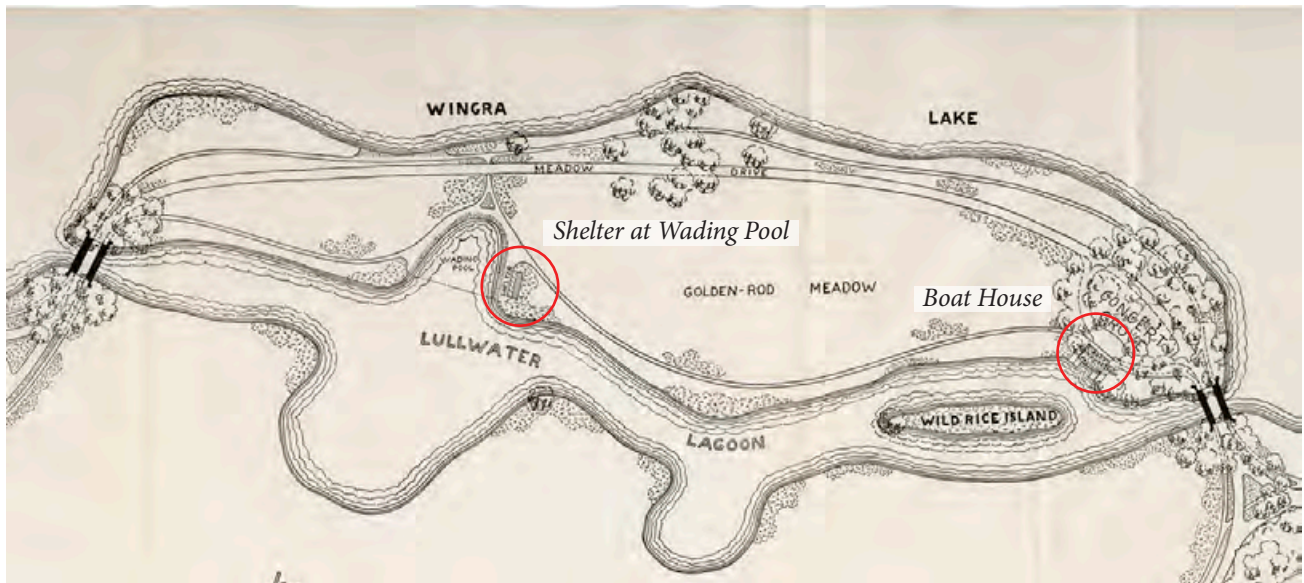 WINGRA LAKE
MEADOW DRIVE
Shelter at Wading Pool
WADING
POOL
GOLDEN-ROD MEADOW
Boat House
LULLWATER
WILD RICE ISLAND
LAGOON